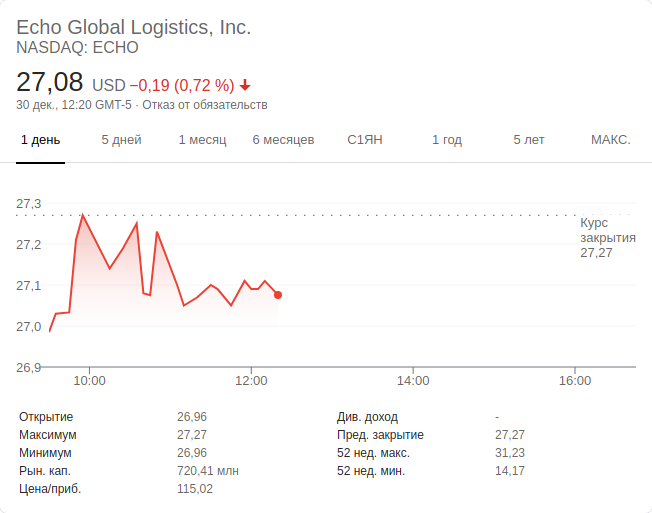 Echo Global Logistics, Inc.
NASDAQ: ECHO
27,08 USD −0,19 (0,72 %)
30 дек., 12:20 GMT-5 · Отказ от обязательств
1 день 5 дней 1 месяц 6 месяцев С1ЯН 1 год 5 лет МАКС.
27,3
Курс
закрытия
27,27
27,2
27,1
27,0
26,9
10:00 12:00 14:00 16:00
Открытие 26,96 Див. доход -
Максимум 27,27 Пред. закрытие 27,27
Минимум 26,96 52 нед. макс. 31,23
Рын. кап. 720,41 млн 52 нед. мин. 14,17
Цена/приб. 115,02